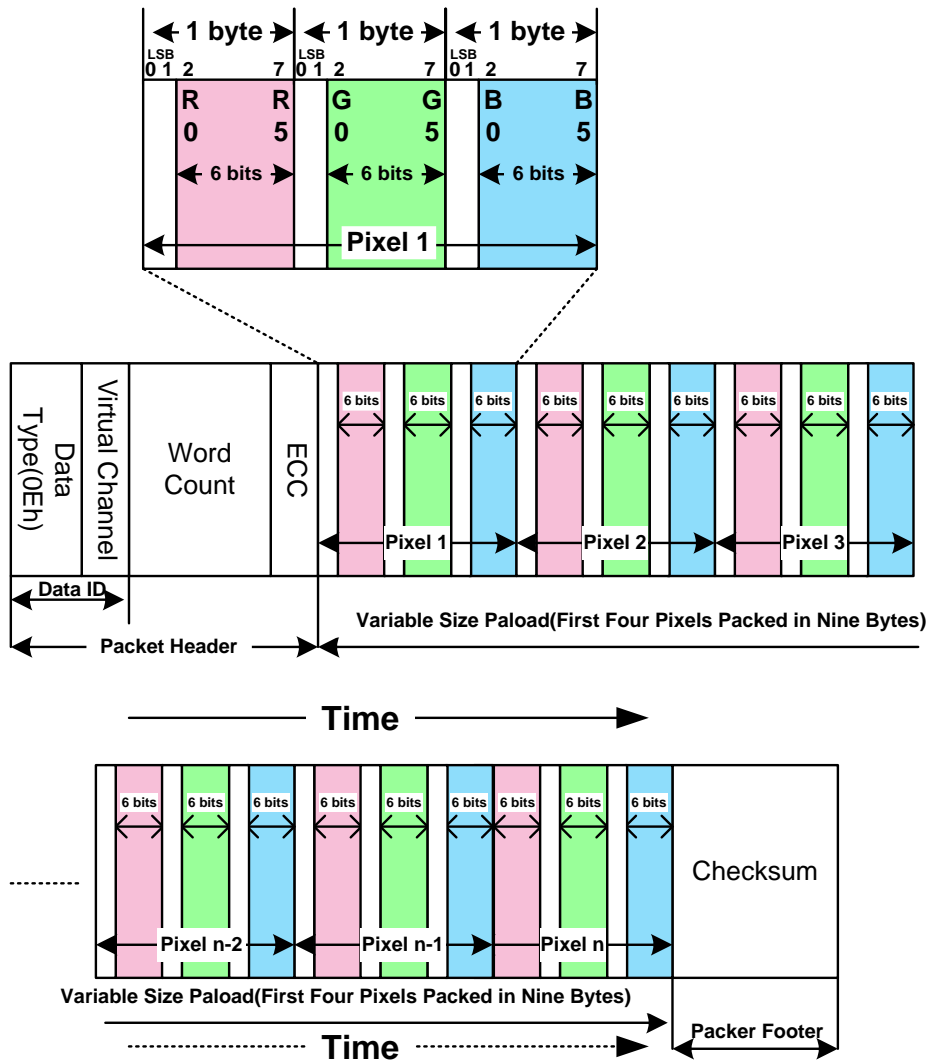 1 byte 1 byte 1 byte
LSB LSB LSB
0 1 2 7 0 1 2 7 0 1 2 7
R R G G B B
0 5 0 5 0 5
6 bits 6 bits 6 bits
Pixel 1
Data Type(0Eh)
Virtual Channel
Word Count
ECC
6 bits 6 bits 6 bits 6 bits 6 bits 6 bits 6 bits 6 bits 6 bits
Pixel 1 Pixel 2 Pixel 3
Data ID
Variable Size Paload(First Four Pixels Packed in Nine Bytes)
Packet Header
Time
6 bits 6 bits 6 bits 6 bits 6 bits 6 bits 6 bits 6 bits 6 bits
Checksum
Pixel n-2 Pixel n-1 Pixel n
Variable Size Paload(First Four Pixels Packed in Nine Bytes)
Packer Footer
Time